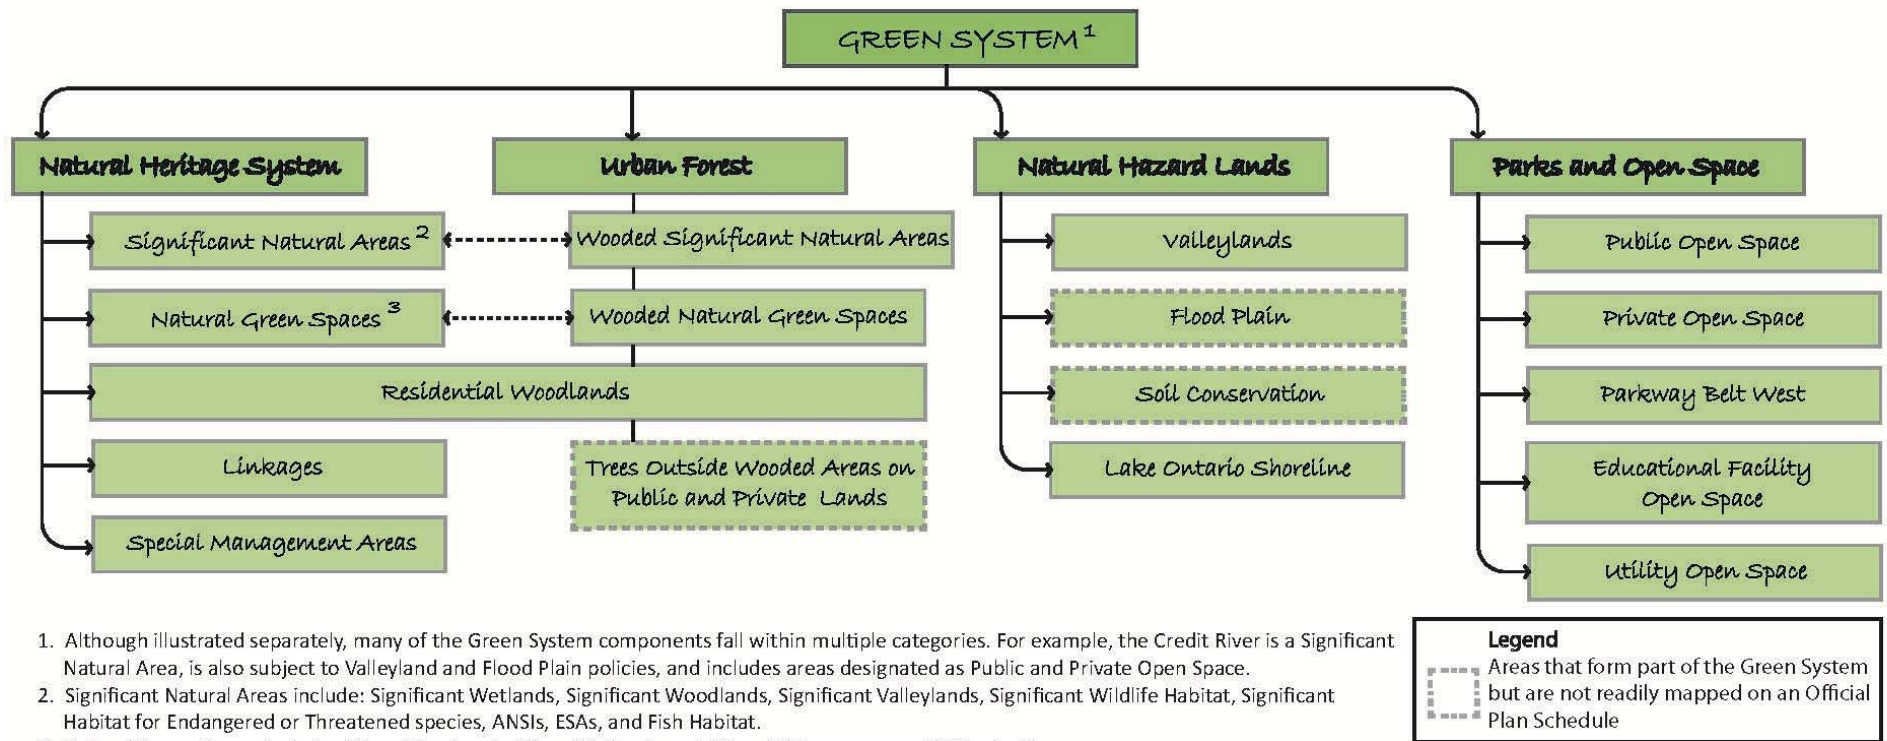 GREEN SYSTEM 1
Natural Heritage System
Significant Natural Areas 2
Natural Green Spaces 3
Residential Woodlands
Linkages
Special Management Areas
Urban Forest
Wooded Significant Natural Areas
Wooded Natural Green Spaces
Trees Outside Wooded Areas on
Public and Private Lands
Natural Hazard Lands
Valleylands
Flood Plain
Soil Conservation
Lake Ontario Shoreline
Parks and Open Space
Public Open Space
Private Open Space
Parkway Belt West
Educational Facility
Open Space
Utility Open Space
1. Although illustrated separately, many of the Green System components fall within multiple categories. For example, the Credit River is a Significant
Natural Area, is also subject to Valleyland and Flood Plain policies, and includes areas designated as Public and Private Open Space.
2. Significant Natural Areas include: Significant Wetlands, Significant Woodlands, Significant Valleylands, Significant Wildlife Habitat, Significant
Habitat for Endangered or Threatened species, ANSIs, ESAs, and Fish Habitat.
Legend
Areas that form part of the Green System
but are not readily mapped on an Official
Plan Schedule